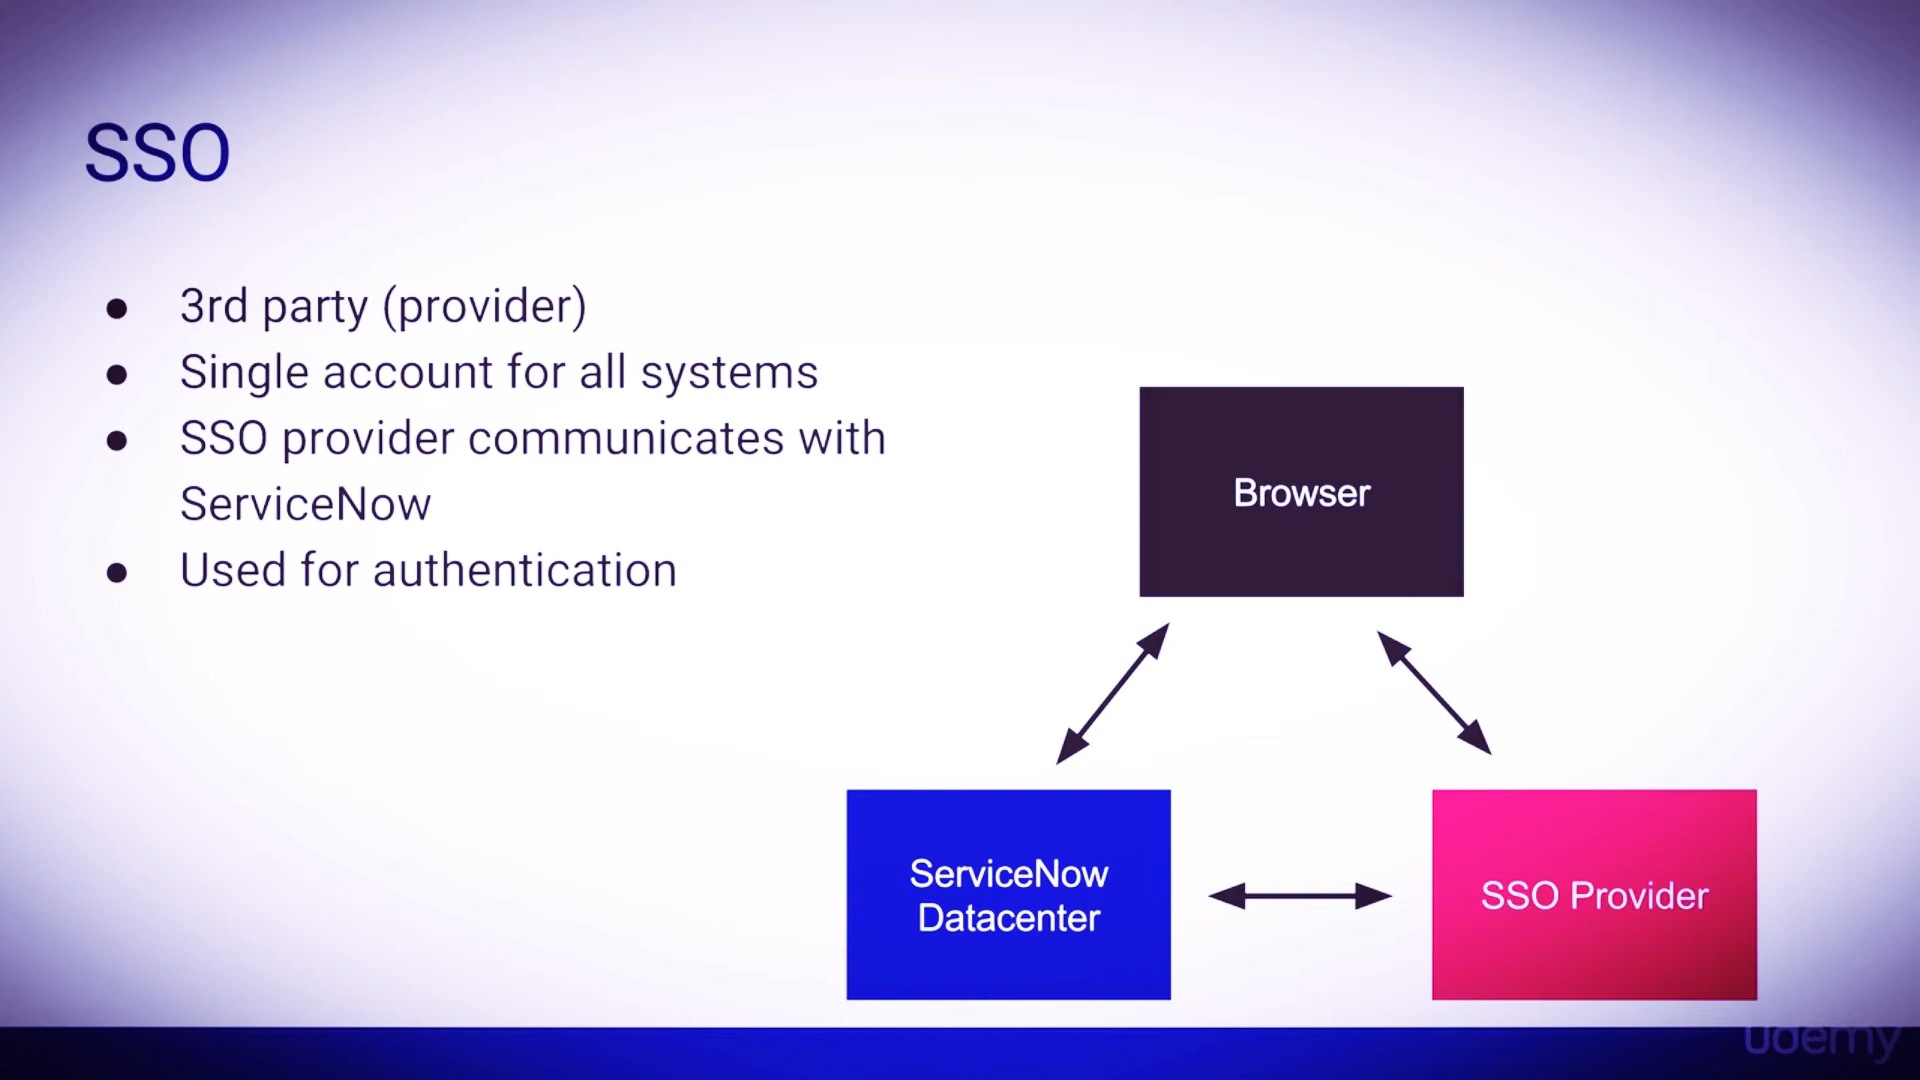 SSO
● 3rd party (provider)
● Single account for all systems
● SSO provider communicates with
ServiceNow
● Used for authentication
Browser
ServiceNow
Datacenter
SSO Provider
udemy